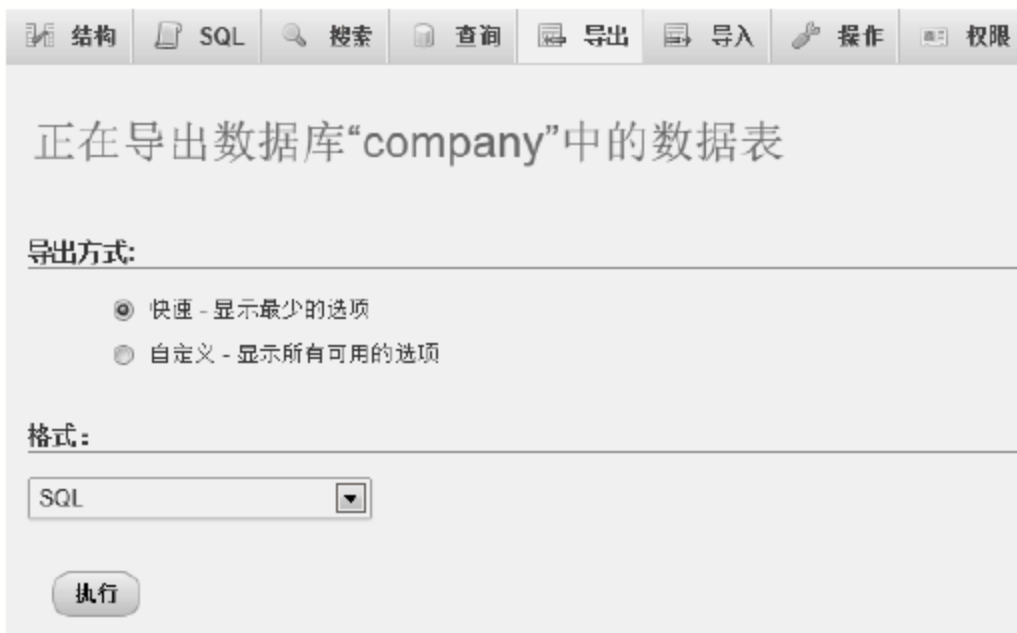 结构 SQL 搜索 查询 导出 导入 操作 权限
正在导出数据库“company”中的数据表
导出方式:
快速 - 显示最少的选项
自定义 - 显示所有可用的选项
格式：
SQL
执行